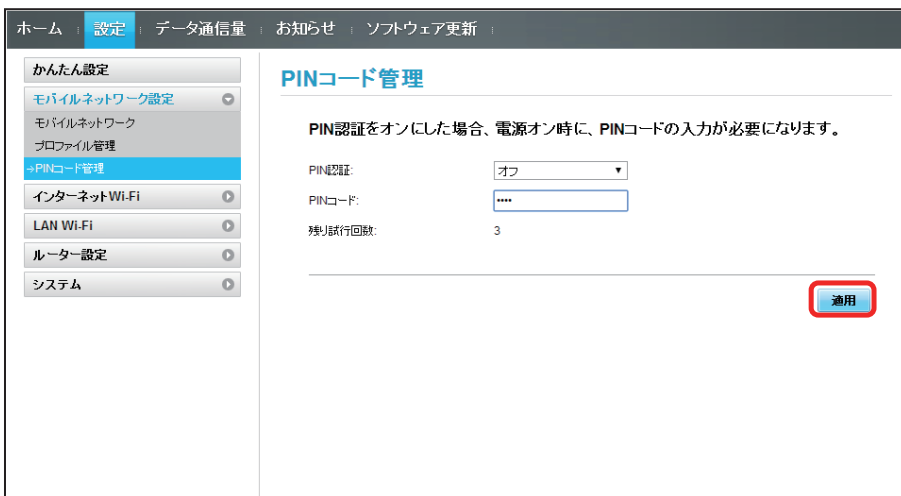 ホーム 設定 データ通信量 お知らせ ソフトウェア更新
かんたん設定
モバイルネットワーク設定
モバイルネットワーク
プロファイル管理
→PINコード管理
インターネットWi-Fi
LAN Wi-Fi
ルーター設定
システム
PINコード管理
PIN認証をオンにした場合、電源オン時に、PINコードの入力が必要になります。
PIN認証: オフ
PINコード: ••••
残り試行回数: 3
適用